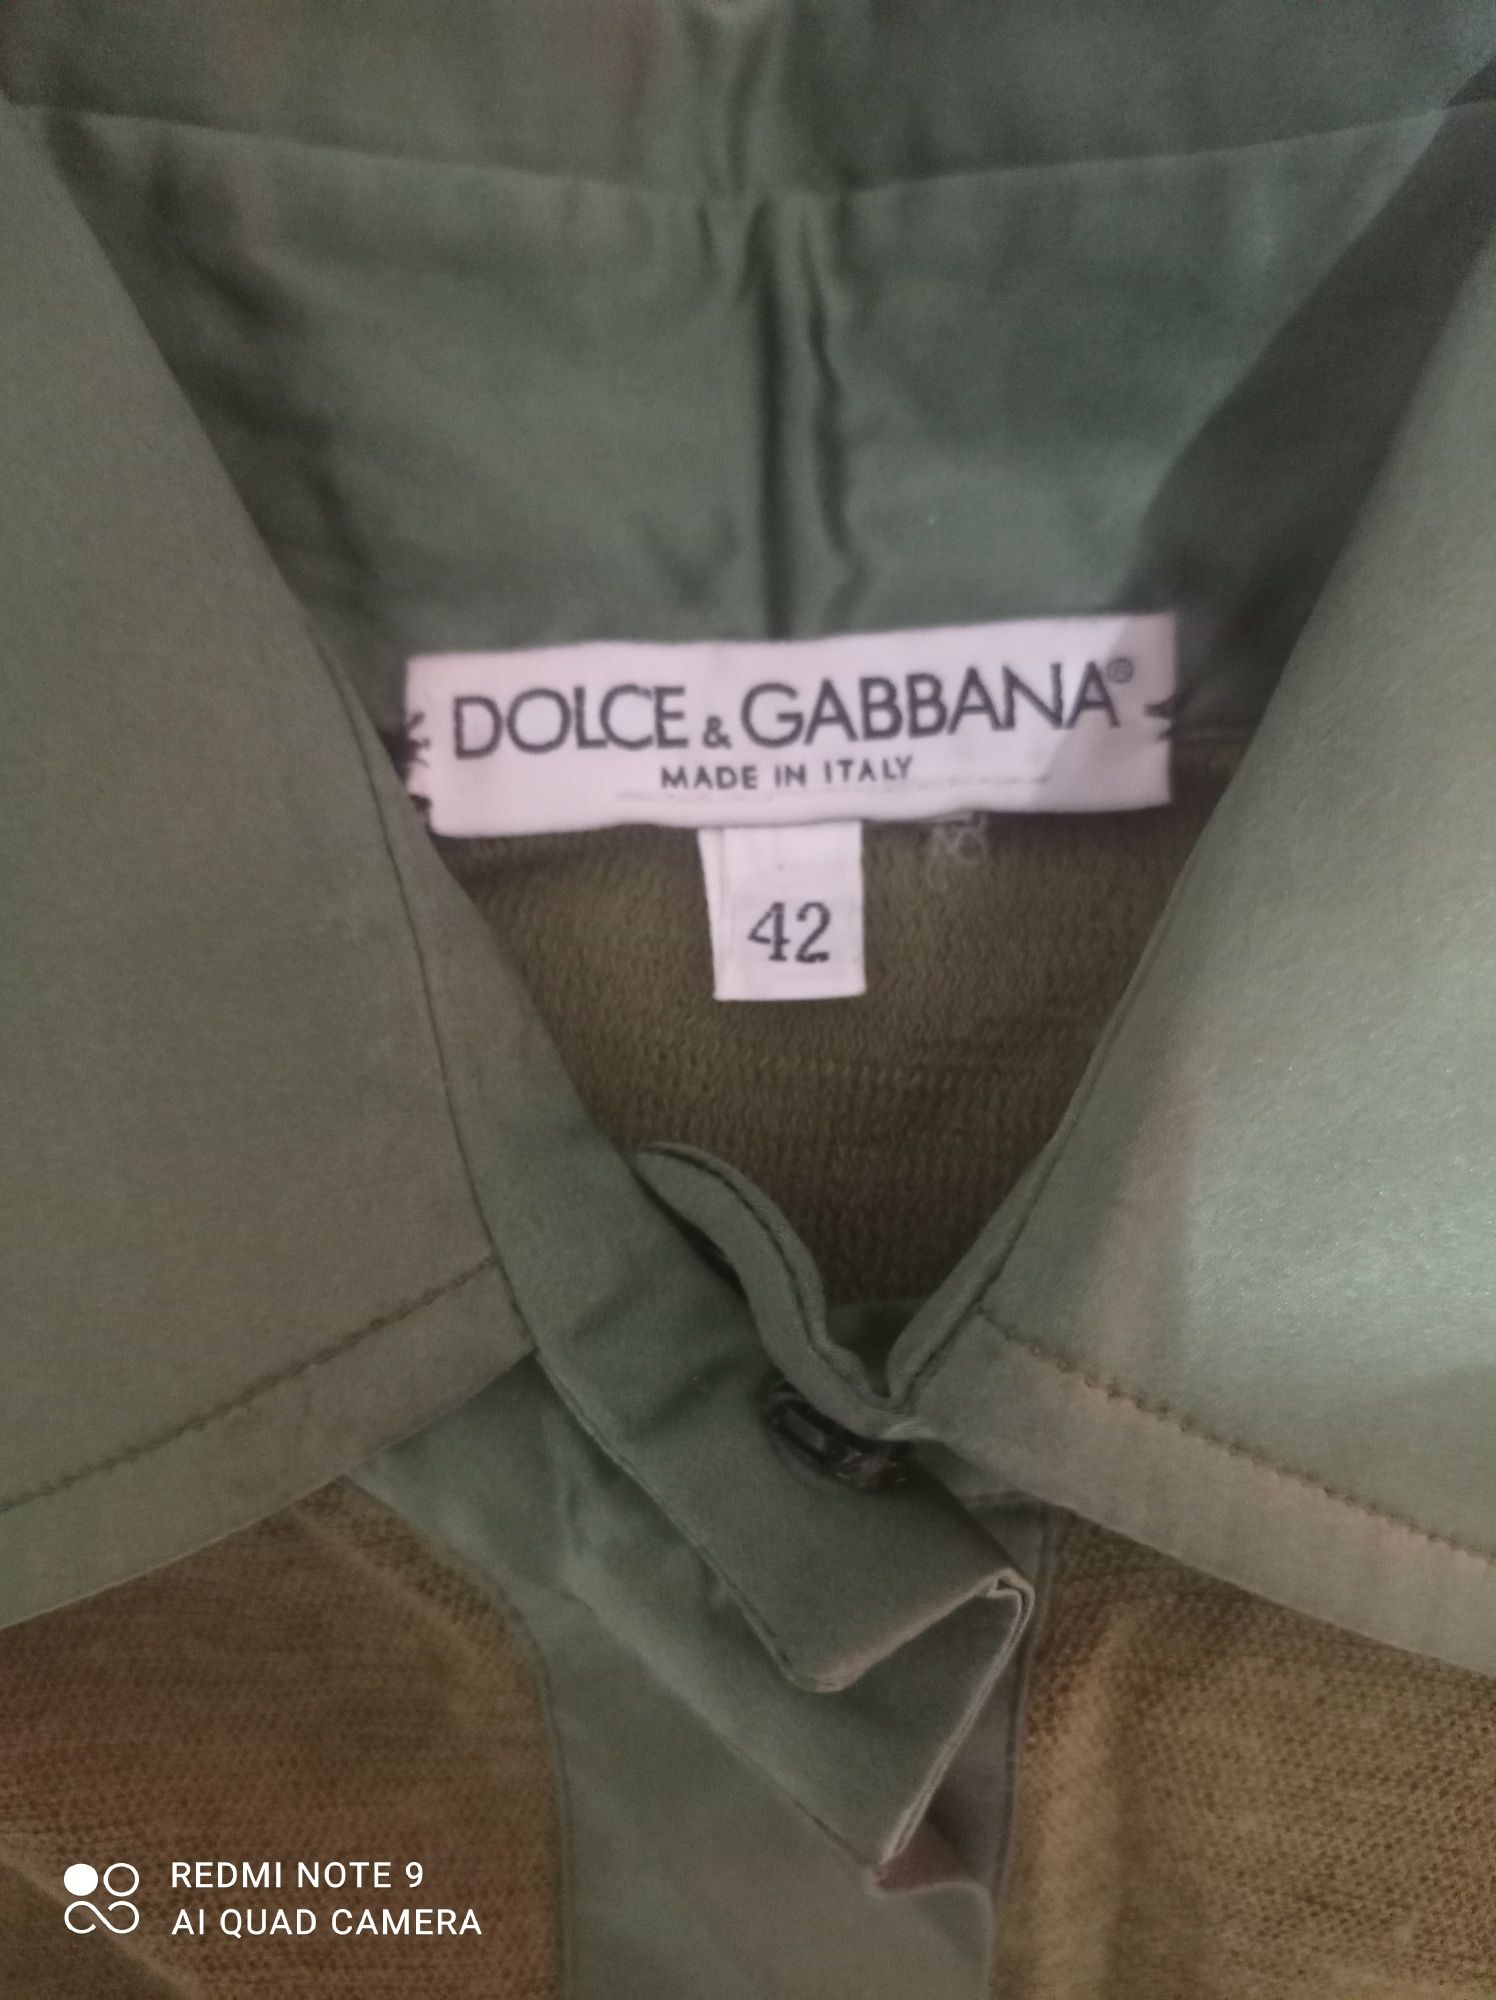 DOLCE & GABBANA®
MADE IN ITALY
42
REDMI NOTE 9
AI QUAD CAMERA